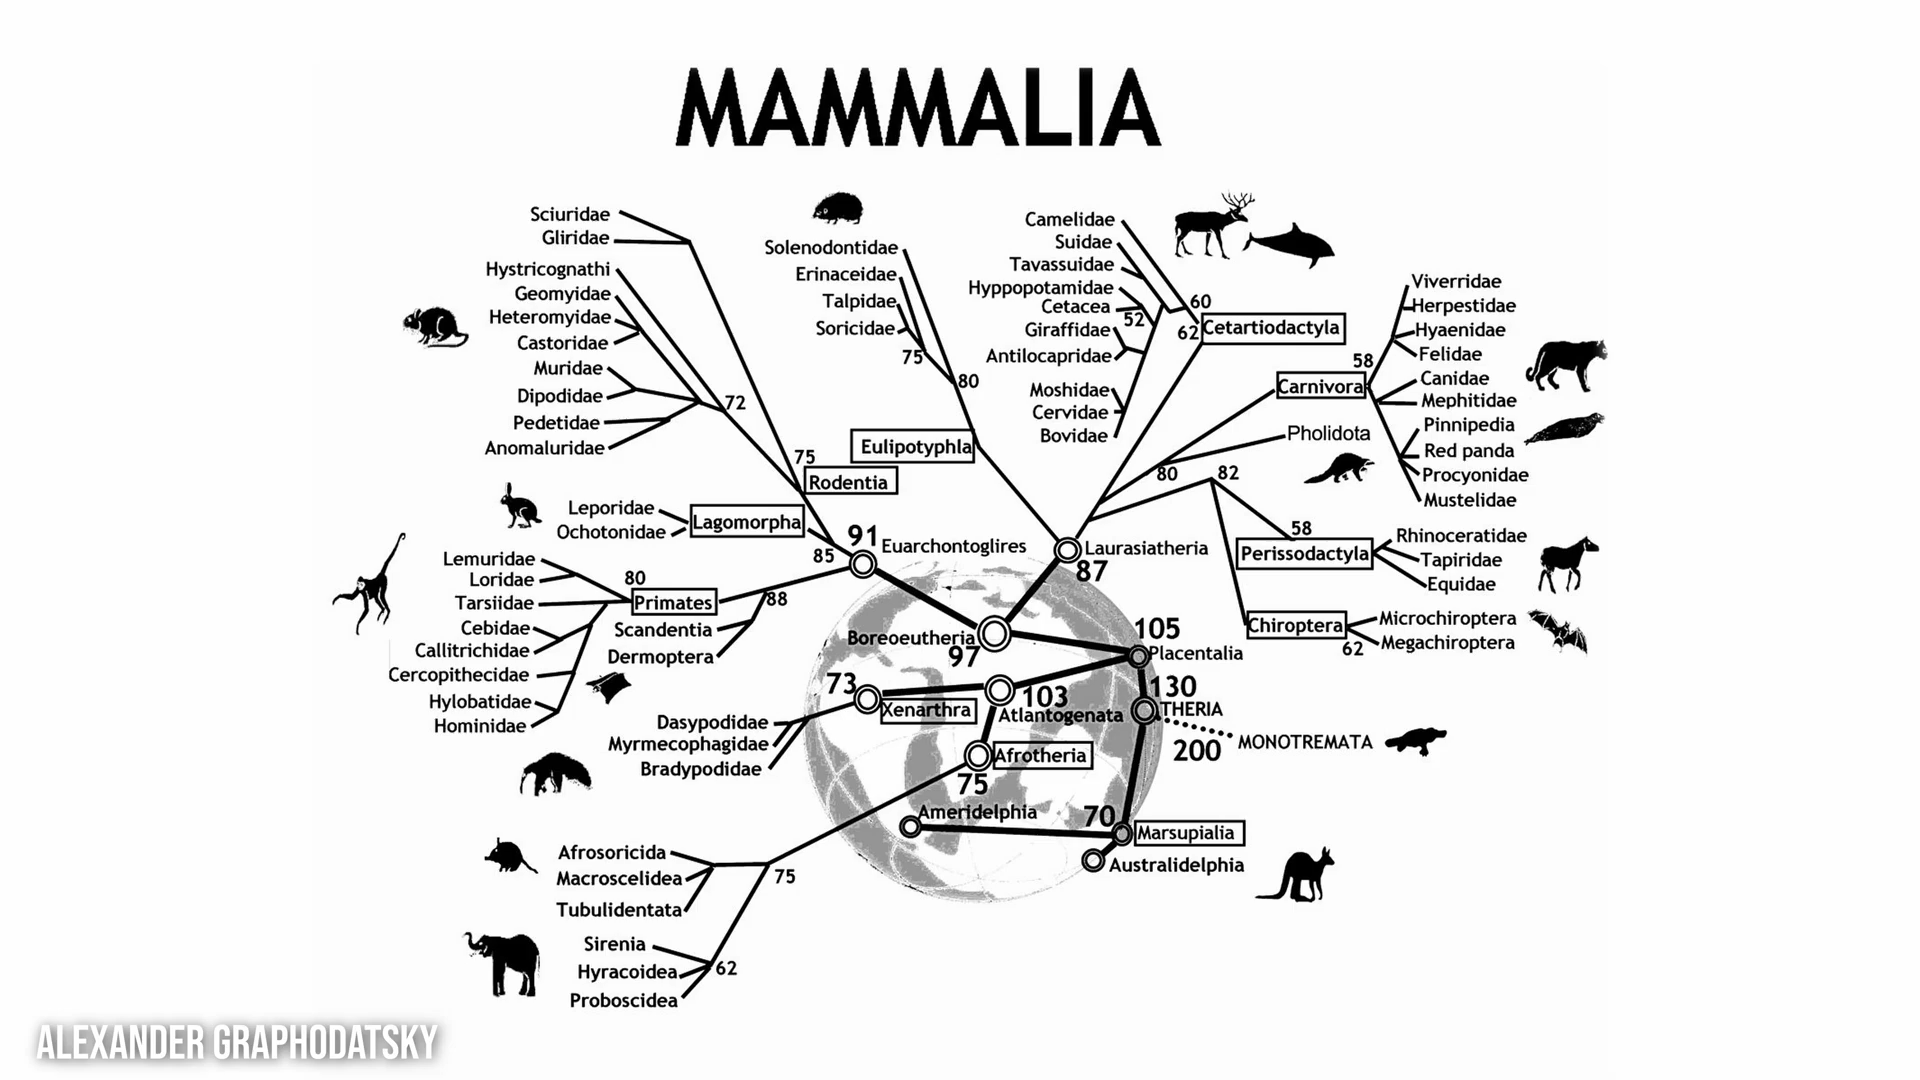 MAMMALIA
Sciuridae
Gliridae
Hystricognathi
Geomyidae
Heteromyidae
Castoridae
Muridae
Dipodidae
Pedetidae
Anomaluridae
72
75
Rodentia
Leporidae
Ochotonidae
Lagomorpha
85
91
Euarchontoglires
Lemuridae
Loridae
Tarsiidae
Cebidae
Callitrichidae
Cercopithecidae
Hylobatidae
Hominidae
80
Primates
88
Scandentia
Dermoptera
Solenodontidae
Erinaceidae
Talpidae
Soricidae
75
80
Eulipotyphla
Camelidae
Suidae
Tavassuidae
Hyppopotamidae
Cetacea
52
Giraffidae
Antilocapridae
Moshidae
Cervidae
Bovidae
60
62
Cetartiodactyla
Viverridae
Herpestidae
Hyaenidae
Felidae
58
Carnivora
Canidae
Mephitidae
Pinnipedia
Red panda
Procyonidae
Mustelidae
Pholidota
80
82
58
Perissodactyla
Rhinoceratidae
Tapiridae
Equidae
Chiroptera
62
Microchiroptera
Megachiroptera
Laurasiatheria
87
Boreoeutheria
97
105
Placentalia
130
THERIA
200
MONOTREMATA
73
Xenarthra
103
Atlantogenata
Dasypodidae
Myrmecophagidae
Bradypodidae
Afrotheria
75
Ameridelphia
70
Marsupialia
Australidelphia
Afrosoricida
Macroscelidea
Tubulidentata
75
Sirenia
Hyracoidea
Proboscidea
62
ALEXANDER GRAPHODATSKY